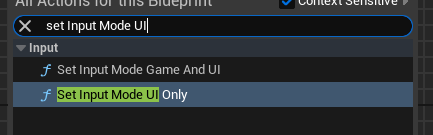 All Actions for this Blueprint
Context Sensitive
set Input Mode UI
Input
f Set Input Mode Game And UI
f Set Input Mode UI Only